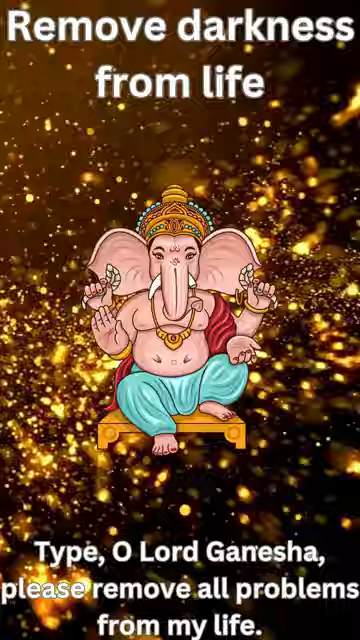 Remove darkness
from life
Type, O Lord Ganesha,
please remove all problems
from my life.